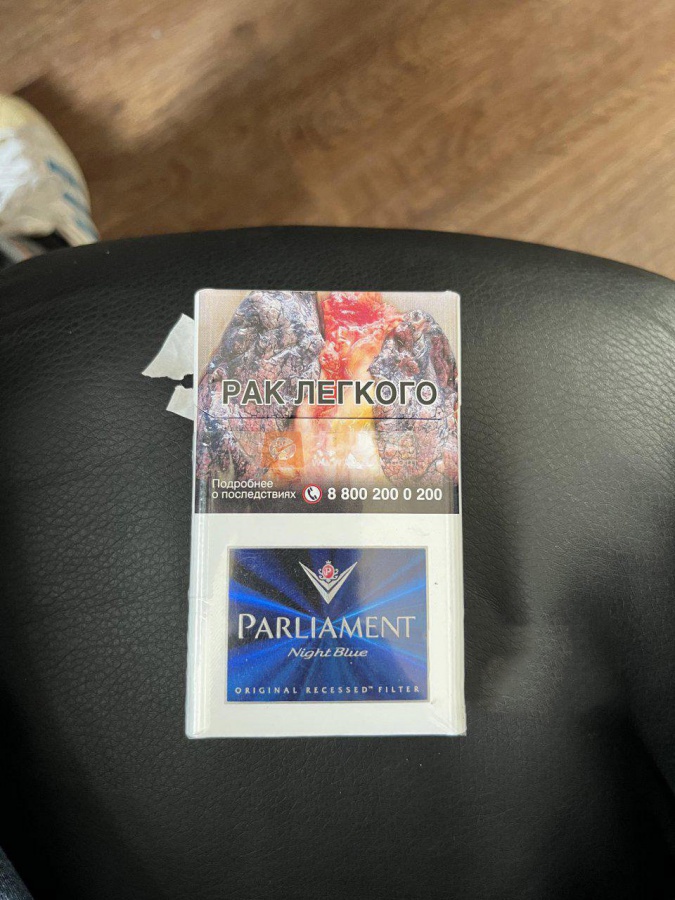 РАК ЛЕГКОГО
Подробнее
о последствиях 8 800 200 0 200
P
PARLIAMENT
Night Blue
ORIGINAL RECESSED™ FILTER